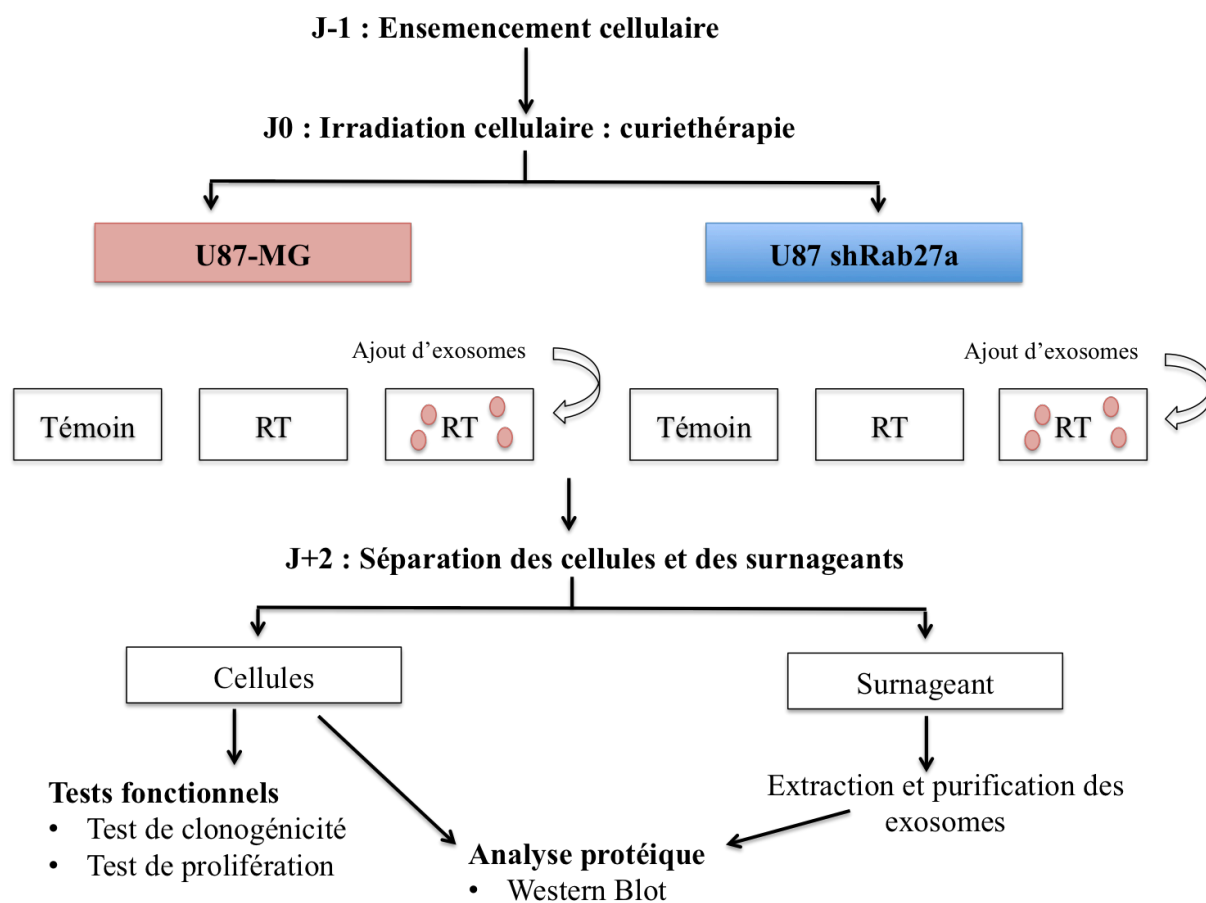 J-1 : Ensemencement cellulaire
J0 : Irradiation cellulaire : curiethérapie
U87-MG
U87 shRab27a
Ajout d’exosomes
Ajout d’exosomes
Témoin
RT
RT
Témoin
RT
RT
J+2 : Séparation des cellules et des surnageants
Cellules
Surnageant
Tests fonctionnels
• Test de clonogénicité
• Test de prolifération
Extraction et purification des
exosomes
Analyse protéique
• Western Blot